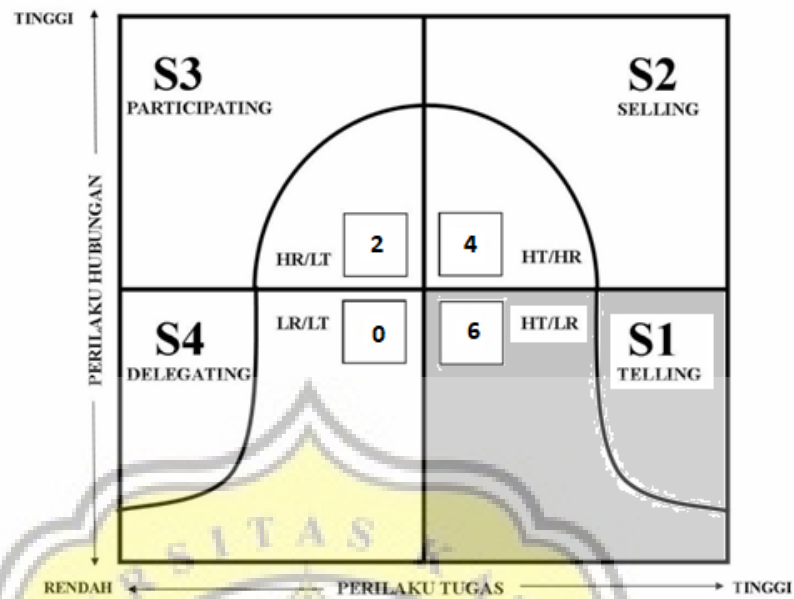 TINGGI
S3
PARTICIPATING
S2
SELLING
PERILAKU HUBUNGAN
HR/LT
2
4
HT/HR
LR/LT
0
6
HT/LR
S4
DELEGATING
S1
TELLING
RSITAS K
RENDAH
PERILAKU TUGAS
TINGGI